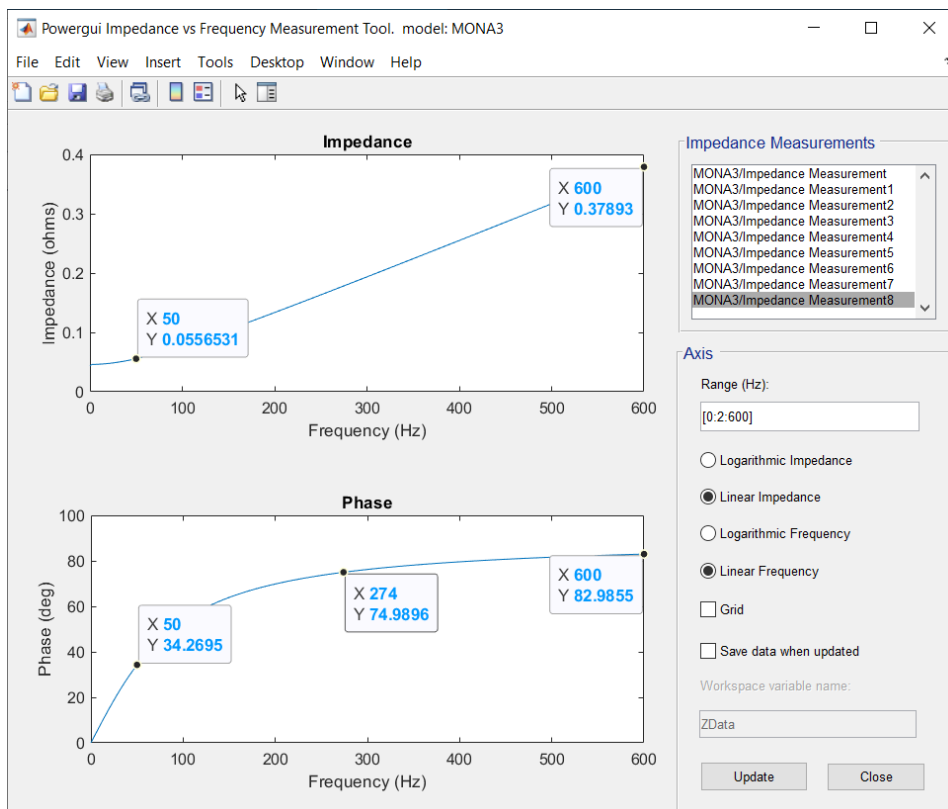 Powergui Impedance vs Frequency Measurement Tool. model: MONA3
File Edit View Insert Tools Desktop Window Help
Impedance
0.4
0.3
0.2
0.1
0
Impedance (ohms)
X 50
Y 0.0556531
X 600
Y 0.37893
0 100 200 300 400 500 600
Frequency (Hz)
Phase
100
80
60
40
20
0
Phase (deg)
X 50
Y 34.2695
X 274
Y 74.9896
X 600
Y 82.9855
0 100 200 300 400 500 600
Frequency (Hz)
Impedance Measurements
MONA3/Impedance Measurement
MONA3/Impedance Measurement1
MONA3/Impedance Measurement2
MONA3/Impedance Measurement3
MONA3/Impedance Measurement4
MONA3/Impedance Measurement5
MONA3/Impedance Measurement6
MONA3/Impedance Measurement7
MONA3/Impedance Measurement8
Axis
Range (Hz):
[0:2:600]
Logarithmic Impedance
Linear Impedance
Logarithmic Frequency
Linear Frequency
Grid
Save data when updated
Workspace variable name:
ZData
Update Close